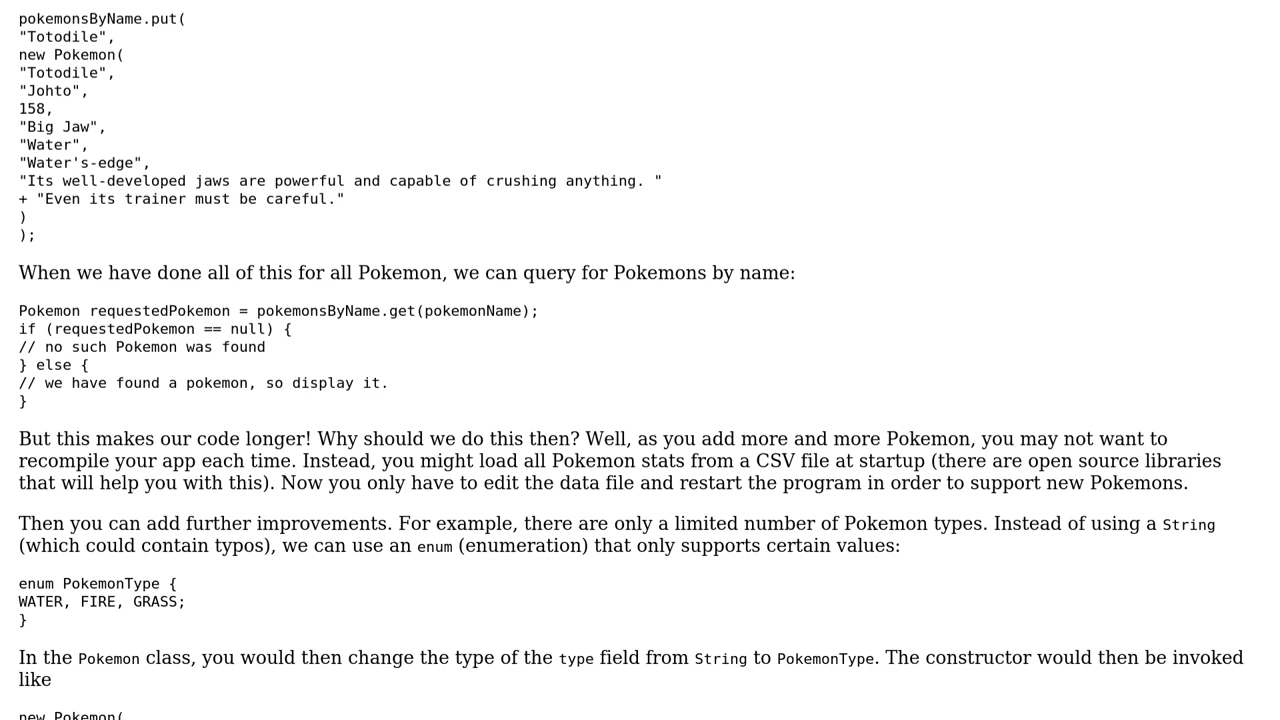 pokemonsByName.put(
"Totodile",
new Pokemon(
"Totodile",
"Johto",
158,
"Big Jaw",
"Water",
"Water's-edge",
"Its well-developed jaws are powerful and capable of crushing anything. "
+ "Even its trainer must be careful."
)
);
When we have done all of this for all Pokemon, we can query for Pokemons by name:
Pokemon requestedPokemon = pokemonsByName.get(pokemonName);
if (requestedPokemon == null) {
// no such Pokemon was found
} else {
// we have found a pokemon, so display it.
}
But this makes our code longer! Why should we do this then? Well, as you add more and more Pokemon, you may not want to
recompile your app each time. Instead, you might load all Pokemon stats from a CSV file at startup (there are open source libraries
that will help you with this). Now you only have to edit the data file and restart the program in order to support new Pokemons.
Then you can add further improvements. For example, there are only a limited number of Pokemon types. Instead of using a String
(which could contain typos), we can use an enum (enumeration) that only supports certain values:
enum PokemonType {
WATER, FIRE, GRASS;
}
In the Pokemon class, you would then change the type of the type field from String to PokemonType. The constructor would then be invoked
like
new Pokemon(